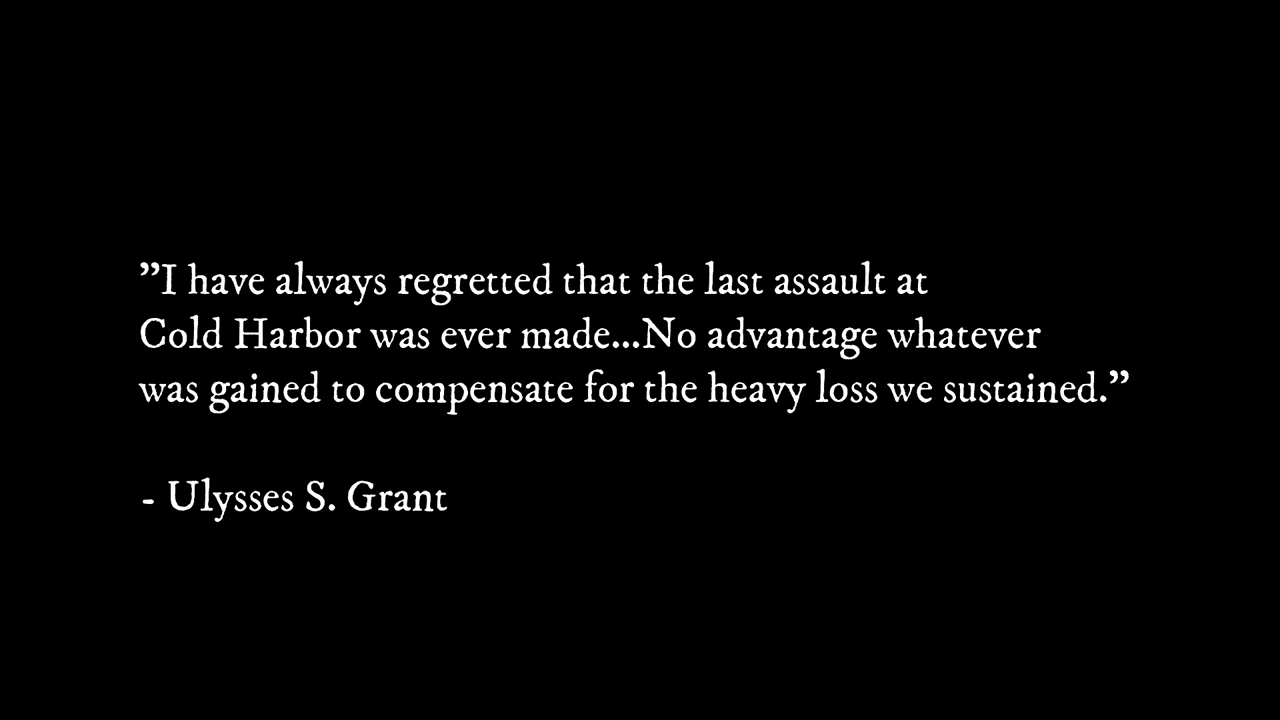 ”I have always regretted that the last assault at
Cold Harbor was ever made...No advantage whatever
was gained to compensate for the heavy loss we sustained.”
- Ulysses S. Grant